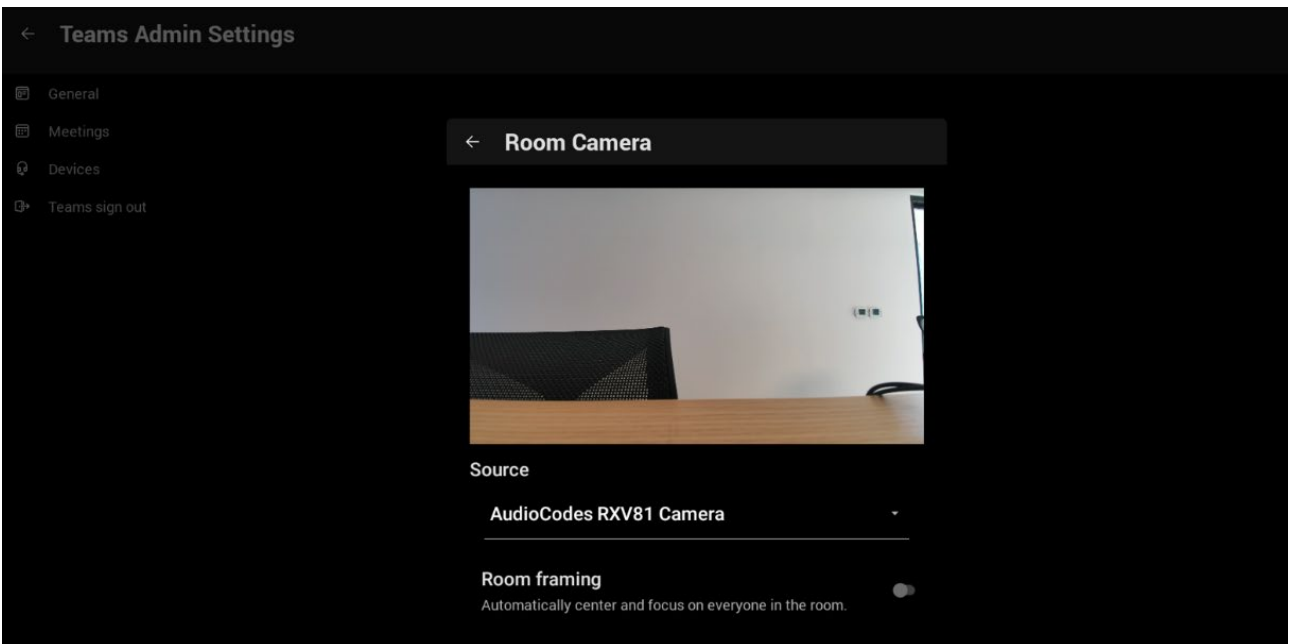 Teams Admin Settings
General
Meetings
Devices
Teams sign out
Room Camera
Source
AudioCodes RXV81 Camera
Room framing
Automatically center and focus on everyone in the room.